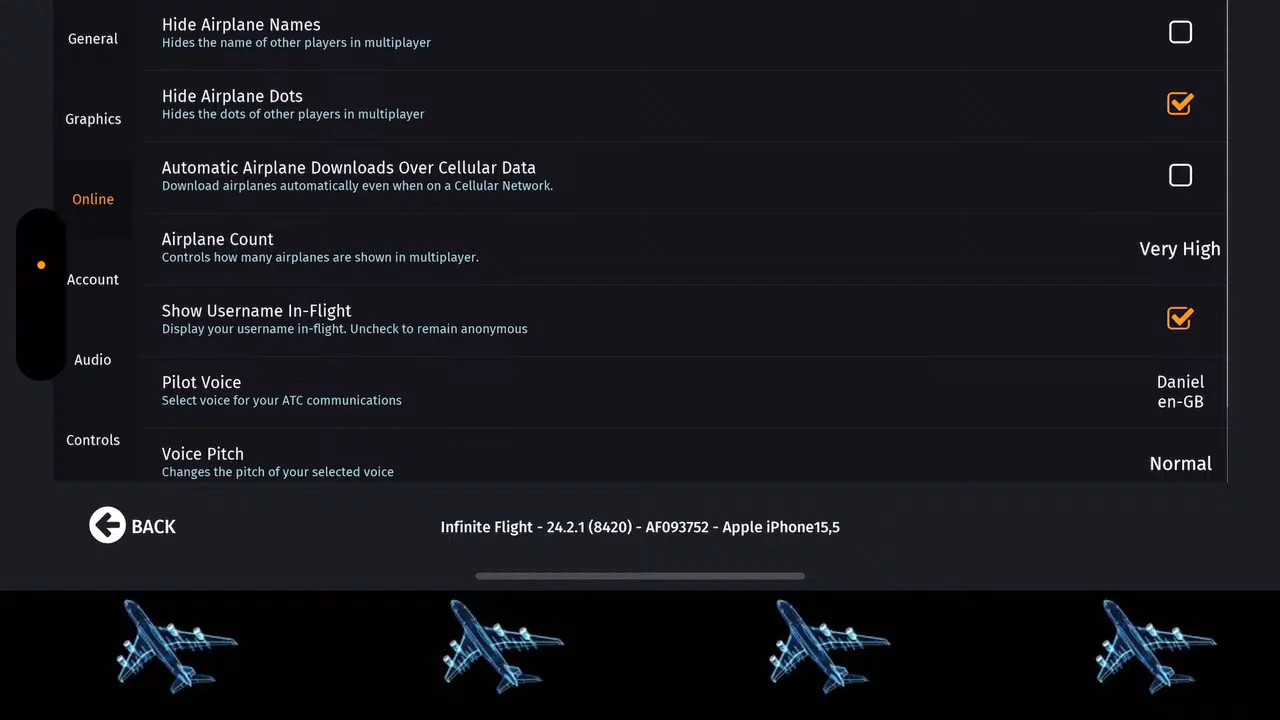 General
Graphics
Online
Account
Audio
Controls
Hide Airplane Names
Hides the name of other players in multiplayer
Hide Airplane Dots
Hides the dots of other players in multiplayer
Automatic Airplane Downloads Over Cellular Data
Download airplanes automatically even when on a Cellular Network.
Airplane Count
Controls how many airplanes are shown in multiplayer.
Very High
Show Username In-Flight
Display your username in-flight. Uncheck to remain anonymous
Pilot Voice
Select voice for your ATC communications
Daniel
en-GB
Voice Pitch
Changes the pitch of your selected voice
Normal
BACK
Infinite Flight - 24.2.1 (8420) - AF093752 - Apple iPhone15,5